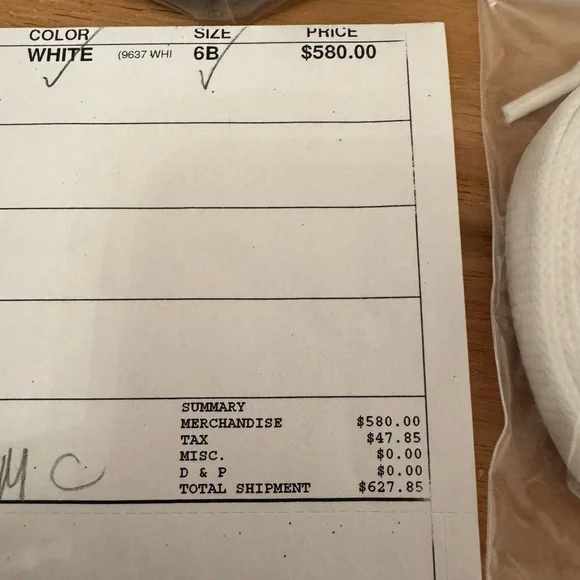 COLOR SIZE PRICE
WHITE (9637 WHI 6B $580.00
SUMMARY
MERCHANDISE $580.00
TAX $47.85
MISC. $0.00
D & P $0.00
M. C TOTAL SHIPMENT $627.85